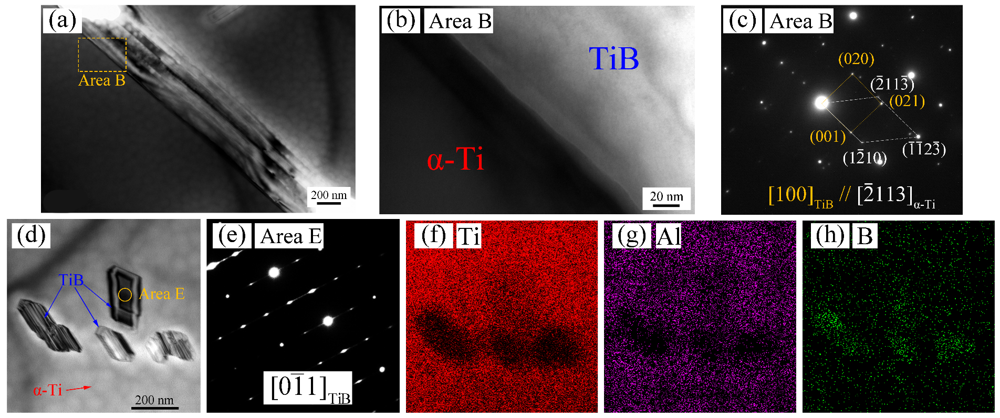 (a)
Area B
200 nm
(b) Area B
TiB
α-Ti
20 nm
(c) Area B
(020)
(2̄113̄)
(021)
(001)
(1̄1̄23̄)
(12̄10)
[100]TiB // [2̄113]α-Ti
(d)
TiB
Area E
α-Ti
200 nm
(e) Area E
[01̄1]TiB
(f) Ti
(g) Al
(h) B